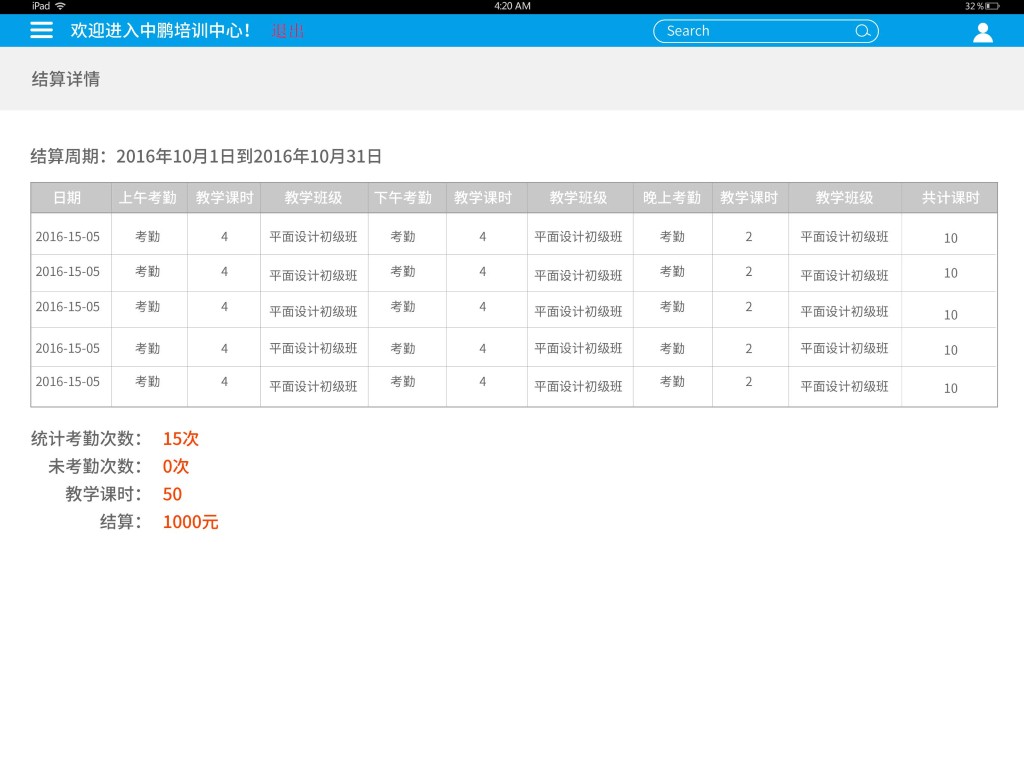 iPad 4:20 AM 32%
欢迎进入中鹏培训中心！ 退出 Search
结算详情
结算周期：2016年10月1日到2016年10月31日
日期 上午考勤 教学课时 教学班级 下午考勤 教学课时 教学班级 晚上考勤 教学课时 教学班级 共计课时
2016-15-05 考勤 4 平面设计初级班 考勤 4 平面设计初级班 考勤 2 平面设计初级班 10
2016-15-05 考勤 4 平面设计初级班 考勤 4 平面设计初级班 考勤 2 平面设计初级班 10
2016-15-05 考勤 4 平面设计初级班 考勤 4 平面设计初级班 考勤 2 平面设计初级班 10
2016-15-05 考勤 4 平面设计初级班 考勤 4 平面设计初级班 考勤 2 平面设计初级班 10
2016-15-05 考勤 4 平面设计初级班 考勤 4 平面设计初级班 考勤 2 平面设计初级班 10
统计考勤次数： 15次
未考勤次数： 0次
教学课时： 50
结算： 1000元